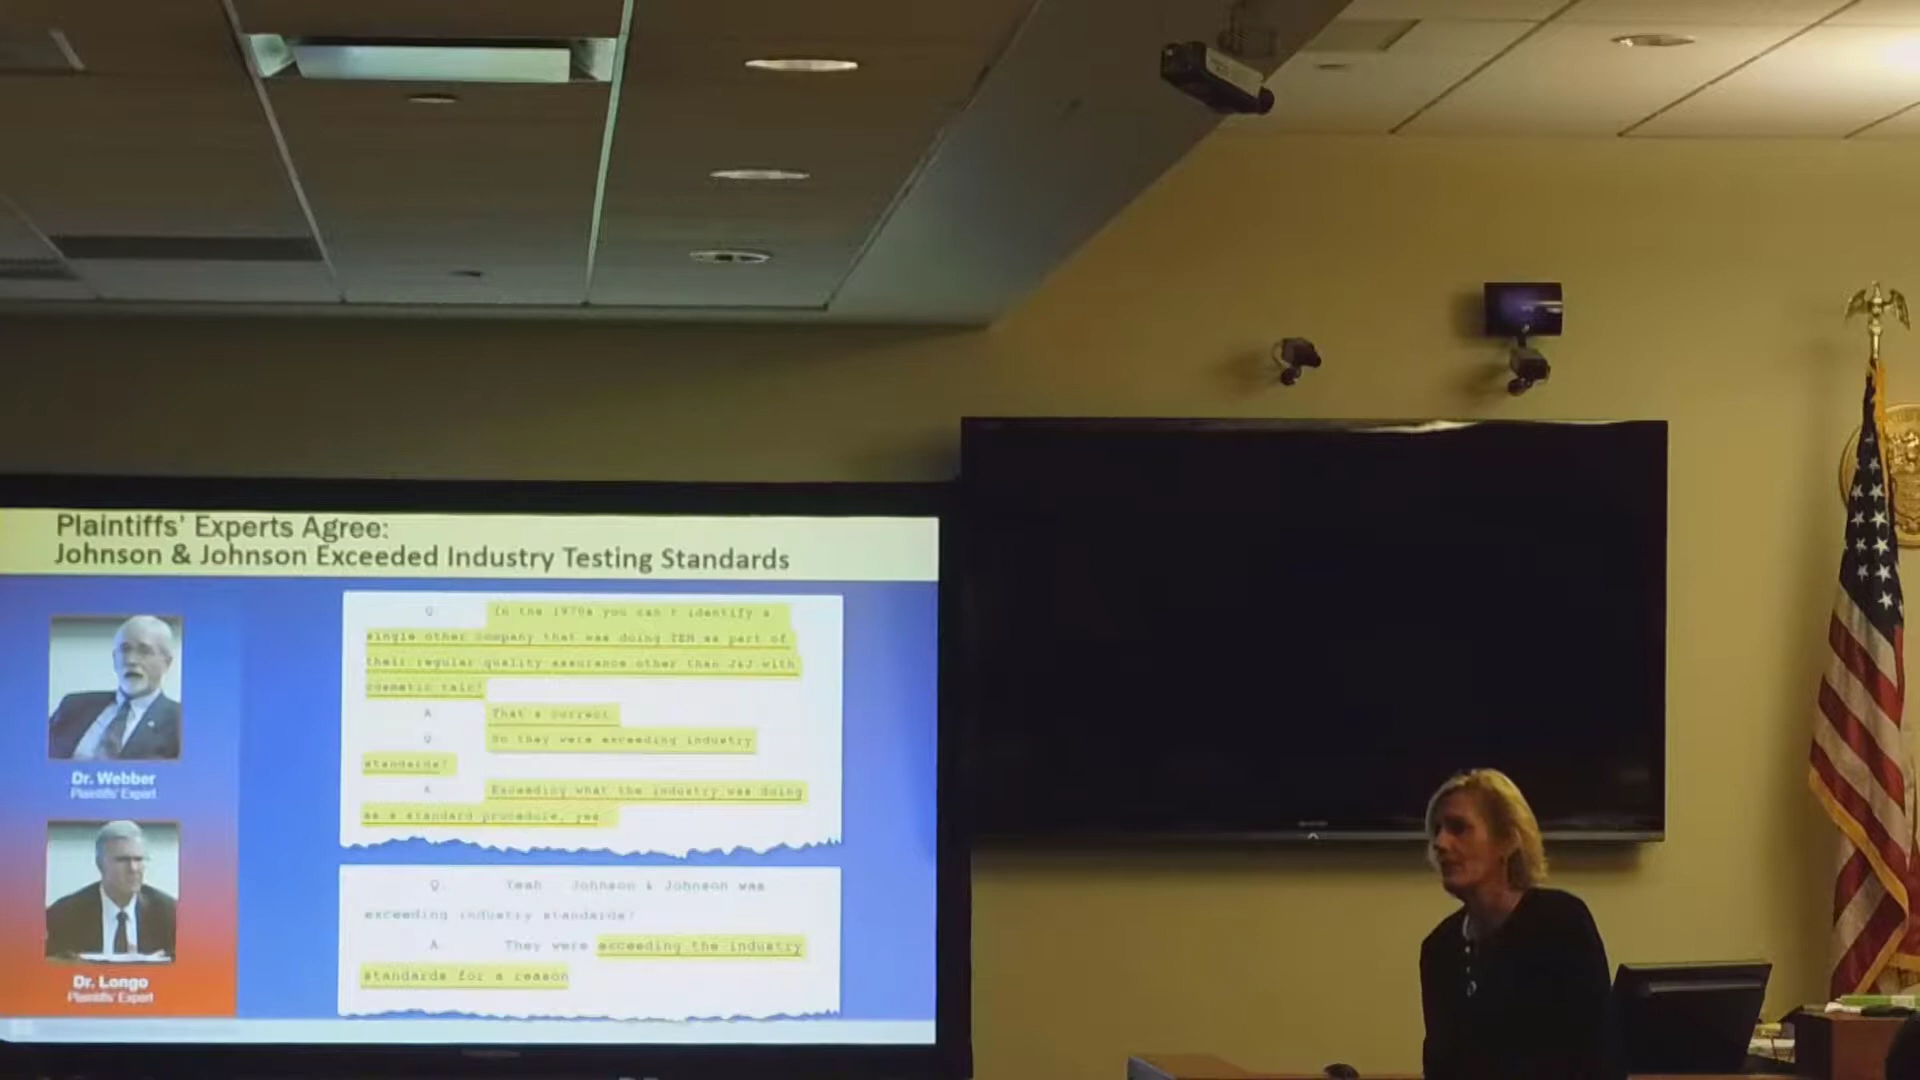 Plaintiffs' Experts Agree:
Johnson & Johnson Exceeded Industry Testing Standards
Q. In the 1970s you can't identify a
single other company that was doing TEM as part of
their regular quality assurance other than J&J with
cosmetic talc?
A. That's correct.
Q. So they were exceeding industry
standards?
A. Exceeding what the industry was doing
as a standard procedure, yes
Dr. Webber
Plaintiffs' Expert
Q. Yeah Johnson & Johnson was
exceeding industry standards?
A. They were exceeding the industry
standards for a reason
Dr. Longo
Plaintiffs' Expert